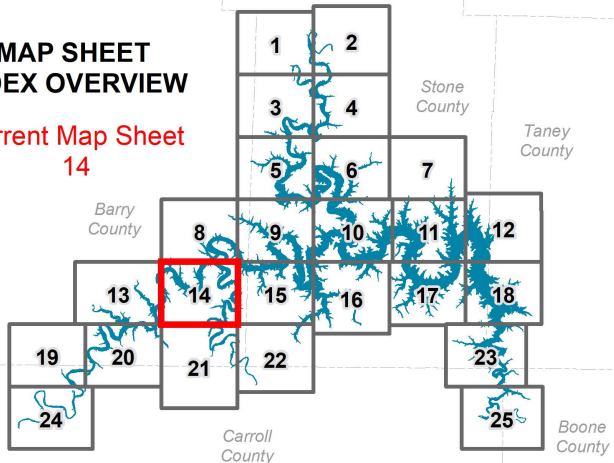 MAP SHEET
DEX OVERVIEW
rrent Map Sheet
14
1
2
3
4
Stone
County
Taney
County
5
6
7
Barry
County
8
9
10
11
12
13
14
15
16
17
18
19
20
21
22
23
24
25
Carroll
County
Boone
County